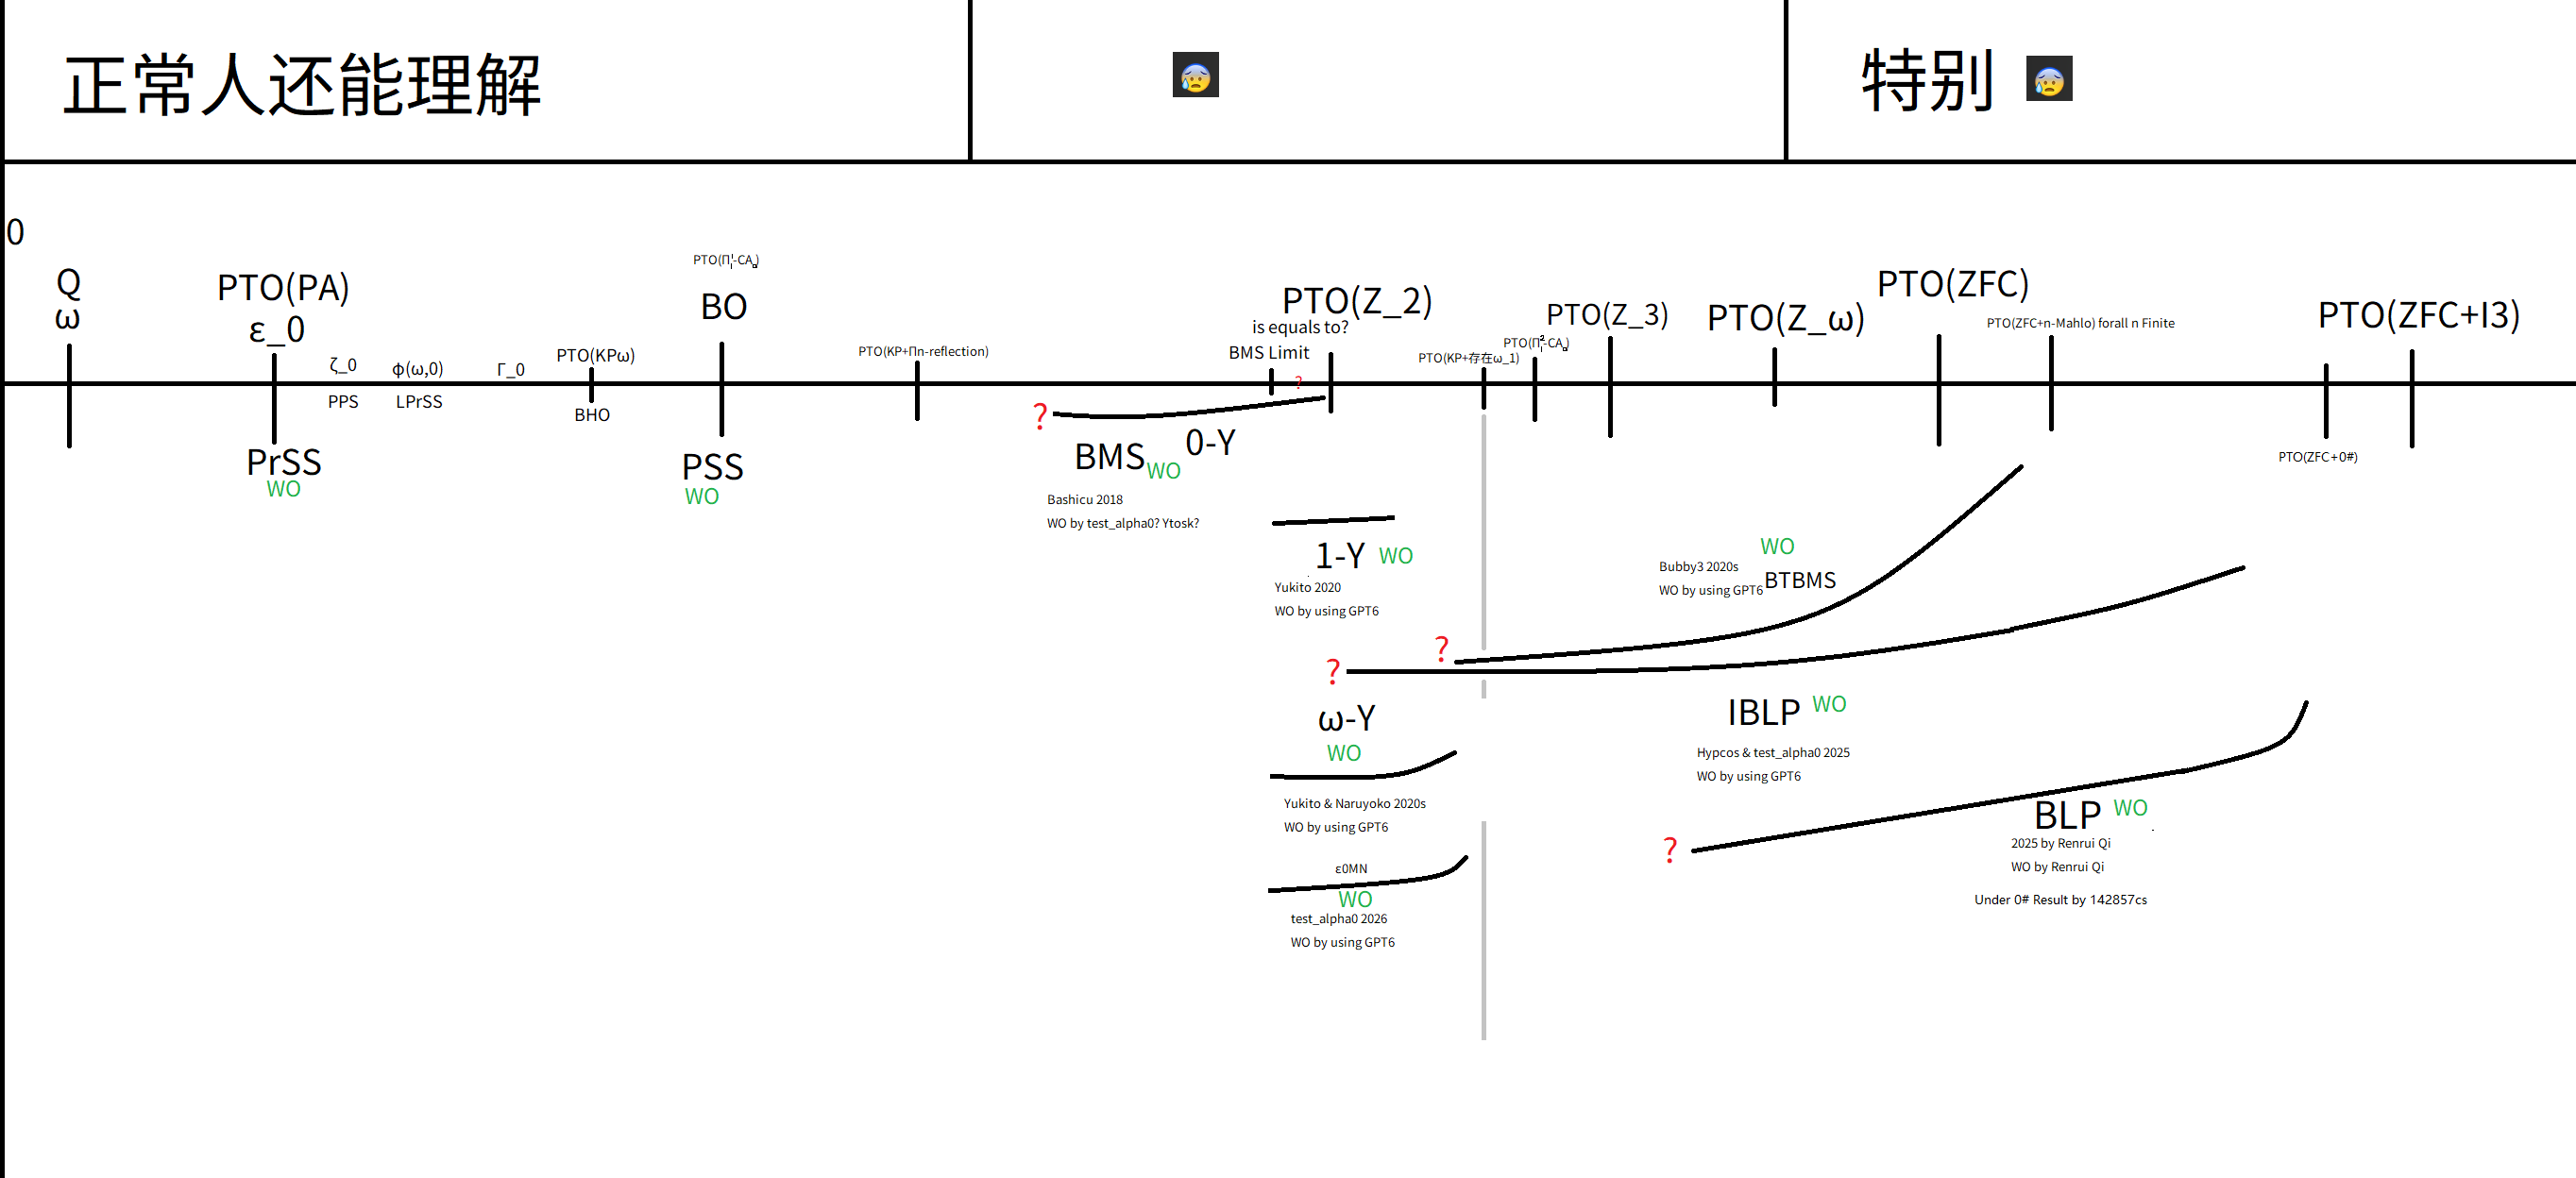 正常人还能理解
特别
0
Q
ω
PTO(PA)
ε_0
ζ_0
PPS
φ(ω,0)
LPrSS
Γ_0
PTO(KPω)
BHO
PrSS
WO
PTO(Π¹₁-CA₀)
BO
PSS
WO
PTO(KP+Πn-reflection)
PTO(Z_2)
is equals to?
BMS Limit
?
PTO(KP+存在ω_1)
PTO(Π²₁-CA₀)
PTO(Z_3)
PTO(Z_ω)
PTO(ZFC)
PTO(ZFC+n-Mahlo) forall n Finite
PTO(ZFC+I3)
PTO(ZFC+0#)
?
BMS WO
0-Y
Bashicu 2018
WO by test_alpha0? Ytosk?
1-Y WO
Yukito 2020
WO by using GPT6
WO
Bubby3 2020s
WO by using GPT6
BTBMS
?
?
ω-Y
WO
Yukito & Naruyoko 2020s
WO by using GPT6
IBLP WO
Hypcos & test_alpha0 2025
WO by using GPT6
ε0MN
WO
test_alpha0 2026
WO by using GPT6
?
BLP WO
2025 by Renrui Qi
WO by Renrui Qi
Under 0# Result by 142857cs